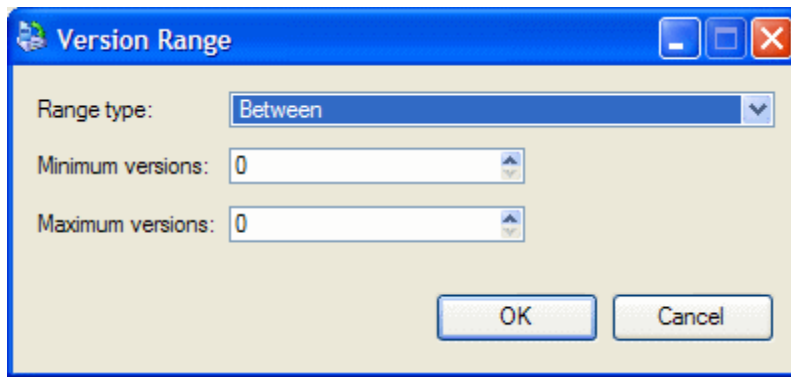 Version Range
Range type: Between
Minimum versions: 0
Maximum versions: 0
OK Cancel